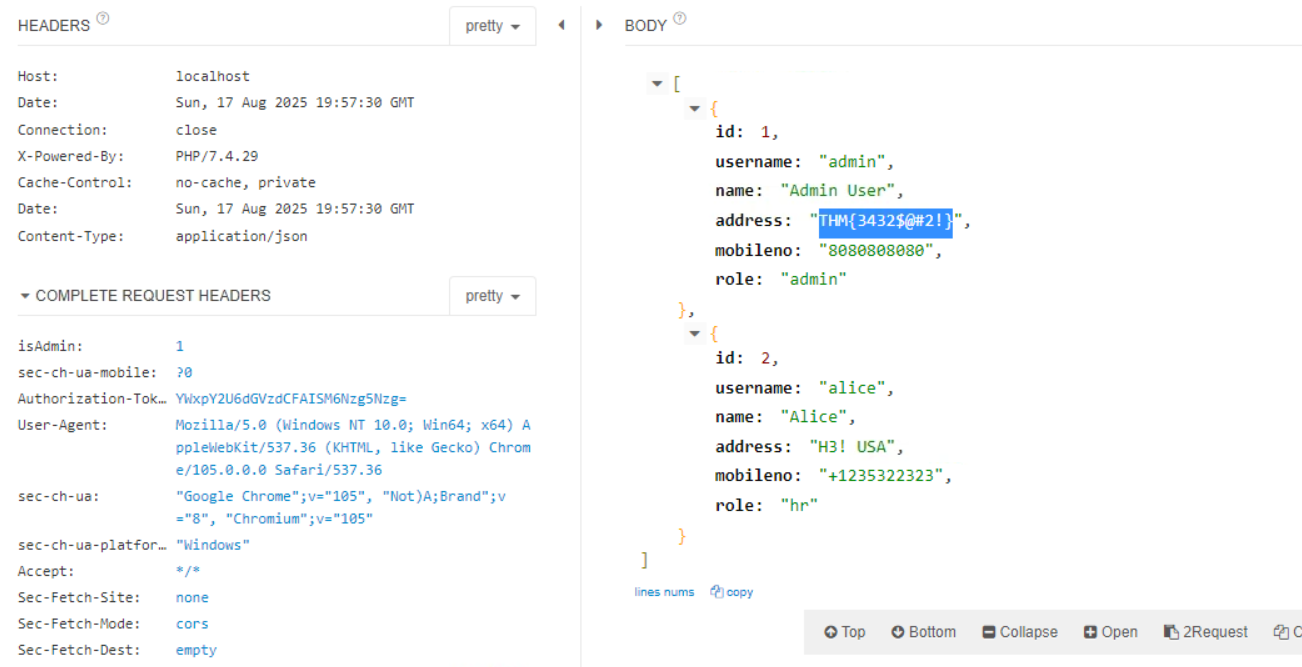 HEADERS ?
pretty
Host: localhost
Date: Sun, 17 Aug 2025 19:57:30 GMT
Connection: close
X-Powered-By: PHP/7.4.29
Cache-Control: no-cache, private
Date: Sun, 17 Aug 2025 19:57:30 GMT
Content-Type: application/json
COMPLETE REQUEST HEADERS
pretty
isAdmin: 1
sec-ch-ua-mobile: ?0
Authorization-Tok… YWxpY2U6dGVzdCFAISM6Nzg5Nzg=
User-Agent: Mozilla/5.0 (Windows NT 10.0; Win64; x64) A
ppleWebKit/537.36 (KHTML, like Gecko) Chrom
e/105.0.0.0 Safari/537.36
sec-ch-ua: "Google Chrome";v="105", "Not)A;Brand";v
="8", "Chromium";v="105"
sec-ch-ua-platfor… "Windows"
Accept: */*
Sec-Fetch-Site: none
Sec-Fetch-Mode: cors
Sec-Fetch-Dest: empty
BODY ?
[
{
id: 1,
username: "admin",
name: "Admin User",
address: "THM{3432$@#2!}",
mobileno: "8080808080",
role: "admin"
},
{
id: 2,
username: "alice",
name: "Alice",
address: "H3! USA",
mobileno: "+1235322323",
role: "hr"
}
]
lines nums copy
Top Bottom Collapse Open 2Request